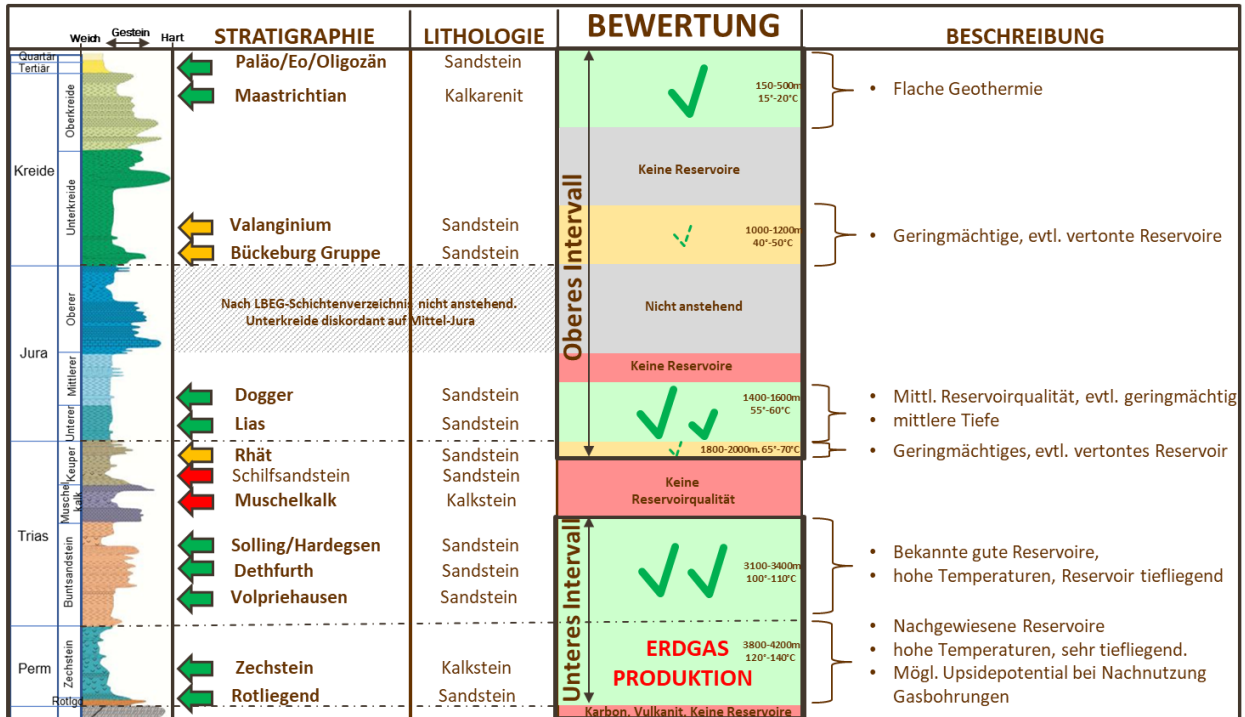 Weich Gestein Hart
STRATIGRAPHIE
LITHOLOGIE
BEWERTUNG
BESCHREIBUNG
Quartär
Tertiär
Kreide
Oberkreide
Unterkreide
Jura
Oberer
Mittlerer
Unterer
Trias
Keuper
Muschel
kalk
Buntsandstein
Perm
Zechstein
Rotlgd
Paläo/Eo/Oligozän Sandstein
Maastrichtian Kalkarenit
Valanginium Sandstein
Bückeburg Gruppe Sandstein
Nach LBEG-Schichtenverzeichnis nicht anstehend.
Unterkreide diskordant auf Mittel-Jura
Dogger Sandstein
Lias Sandstein
Rhät Sandstein
Schilfsandstein Sandstein
Muschelkalk Kalkstein
Solling/Hardegsen Sandstein
Dethfurth Sandstein
Volpriehausen Sandstein
Zechstein Kalkstein
Rotliegend Sandstein
Oberes Intervall
150-500m
15°-20°C
Keine Reservoire
1000-1200m
40°-50°C
Nicht anstehend
Keine Reservoire
1400-1600m
55°-60°C
1800-2000m. 65°-70°C
Keine
Reservoirqualität
Unteres Intervall
3100-3400m
100°-110°C
ERDGAS
PRODUKTION
3800-4200m
120°-140°C
Karbon, Vulkanit, Keine Reservoire
• Flache Geothermie
• Geringmächtige, evtl. vertonte Reservoire
• Mittl. Reservoirqualität, evtl. geringmächtig
• mittlere Tiefe
• Geringmächtiges, evtl. vertontes Reservoir
• Bekannte gute Reservoire,
• hohe Temperaturen, Reservoir tiefliegend
• Nachgewiesene Reservoire
• hohe Temperaturen, sehr tiefliegend.
• Mögl. Upsidepotential bei Nachnutzung
Gasbohrungen